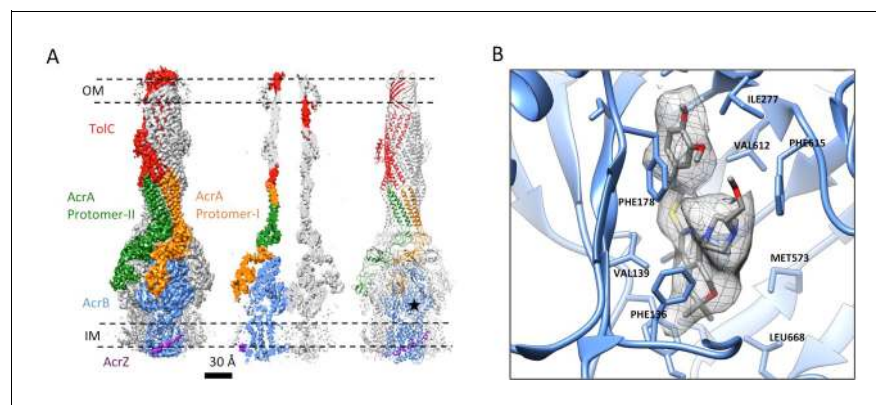 A
OM
TolC
AcrA
Protomer-II
AcrA
Protomer-I
AcrB
IM
AcrZ
30 Å
B
ILE277
VAL612
PHE615
PHE178
VAL139
MET573
PHE136
LEU668